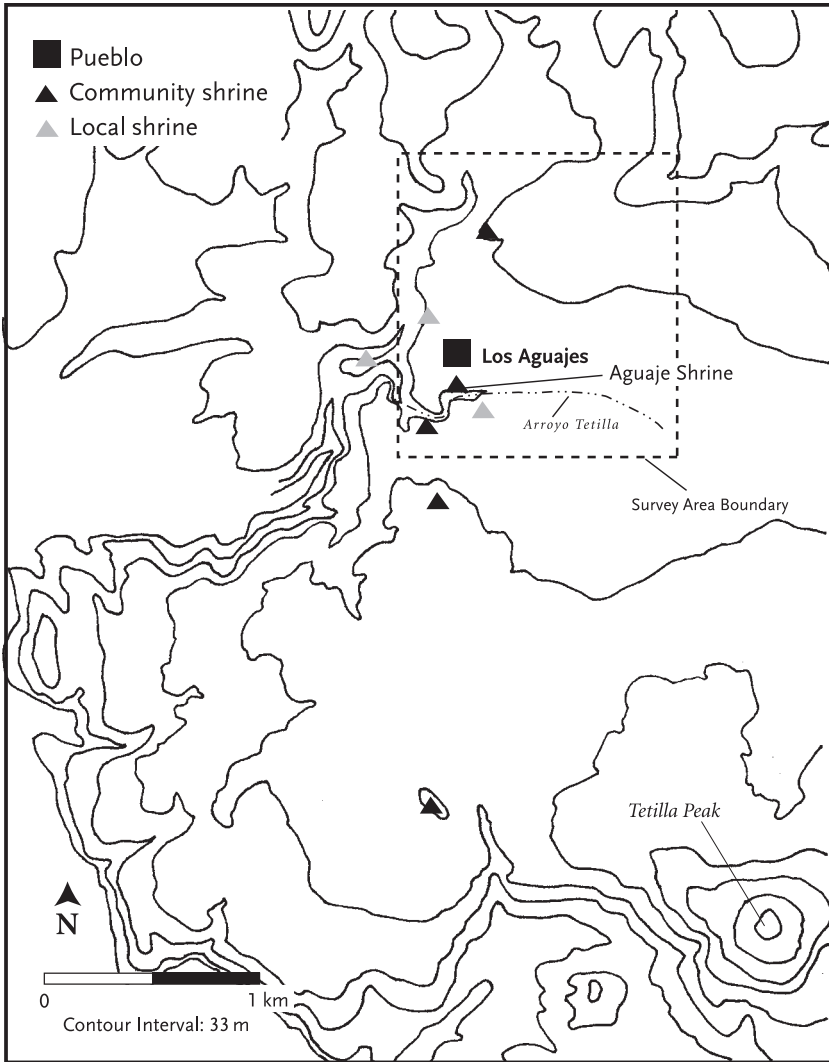 Pueblo
Community shrine
Local shrine
Los Aguajes
Aguaje Shrine
Arroyo Tetilla
Survey Area Boundary
Tetilla Peak
N
0
1 km
Contour Interval: 33 m